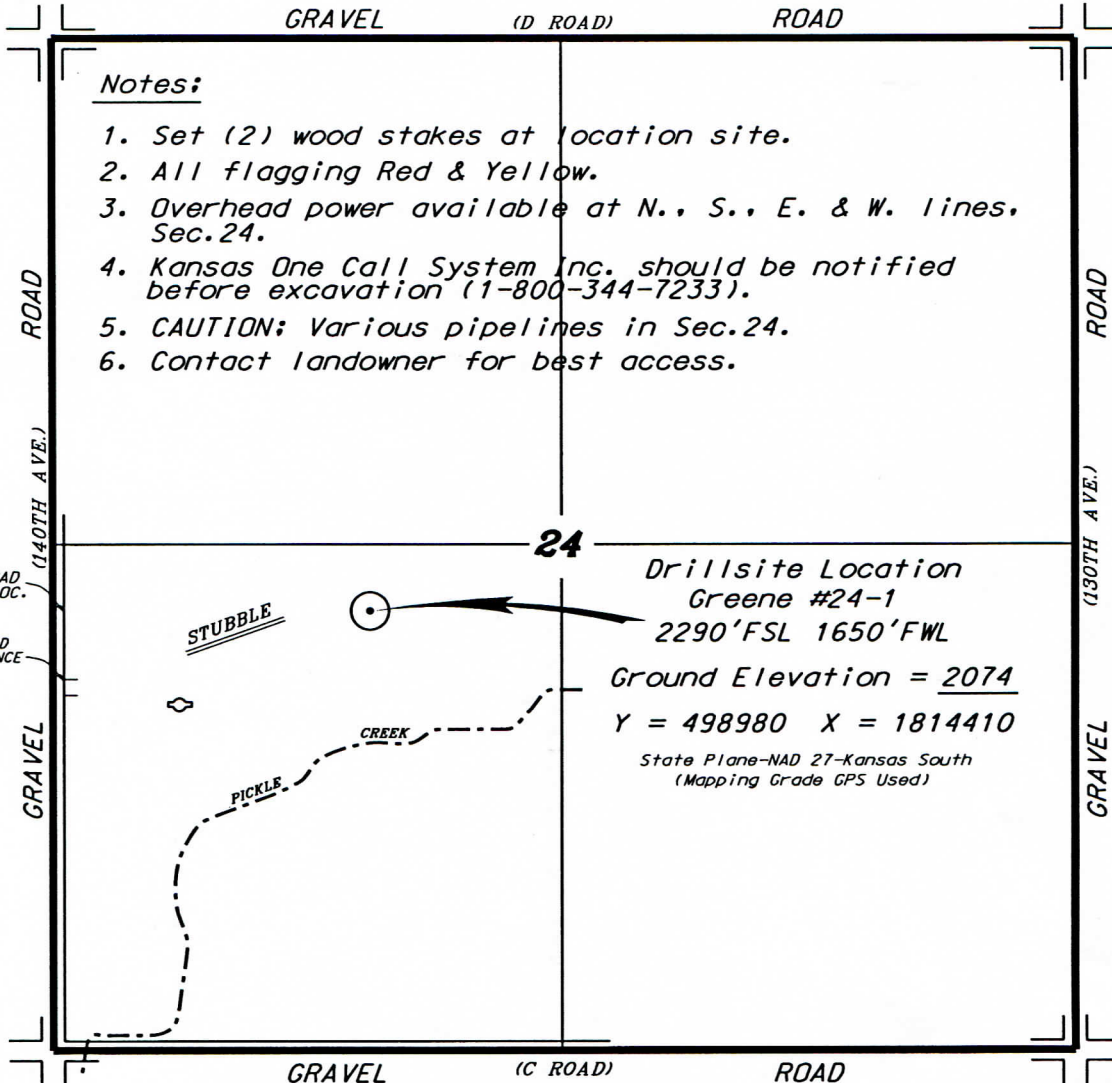 GRAVEL (D ROAD) ROAD
Notes:
1. Set (2) wood stakes at location site.
2. All flagging Red & Yellow.
3. Overhead power available at N., S., E. & W. lines,
Sec.24.
4. Kansas One Call System Inc. should be notified
before excavation (1-800-344-7233).
5. CAUTION: Various pipelines in Sec.24.
6. Contact landowner for best access.
ROAD
(140TH AVE.)
GRAVEL
ROAD
(130TH AVE.)
GRAVEL
24
Drillsite Location
Greene #24-1
2290'FSL 1650'FWL
Ground Elevation = 2074
Y = 498980 X = 1814410
State Plane-NAD 27-Kansas South
(Mapping Grade GPS Used)
STUBBLE
CREEK
PICKLE
GRAVEL (C ROAD) ROAD